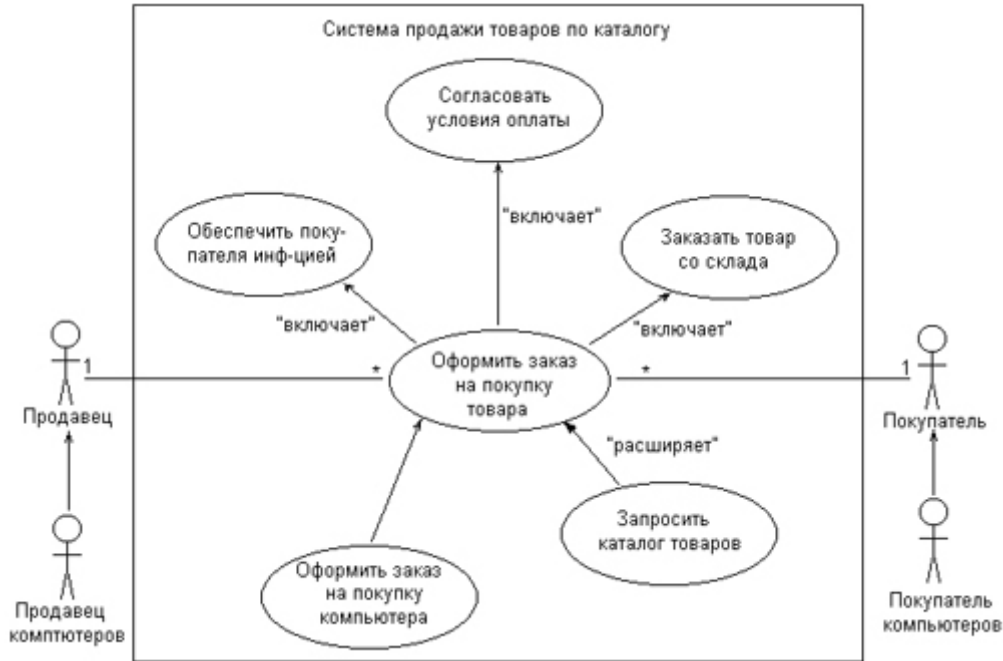 Система продажи товаров по каталогу
Согласовать
условия оплаты
"включает"
Обеспечить поку-
пателя инф-цией
Заказать товар
со склада
"включает"
"включает"
Оформить заказ
на покупку
товара
1
*
*
1
Продавец
Покупатель
"расширяет"
Запросить
каталог товаров
Оформить заказ
на покупку
компьютера
Продавец
комптютеров
Покупатель
компьютеров